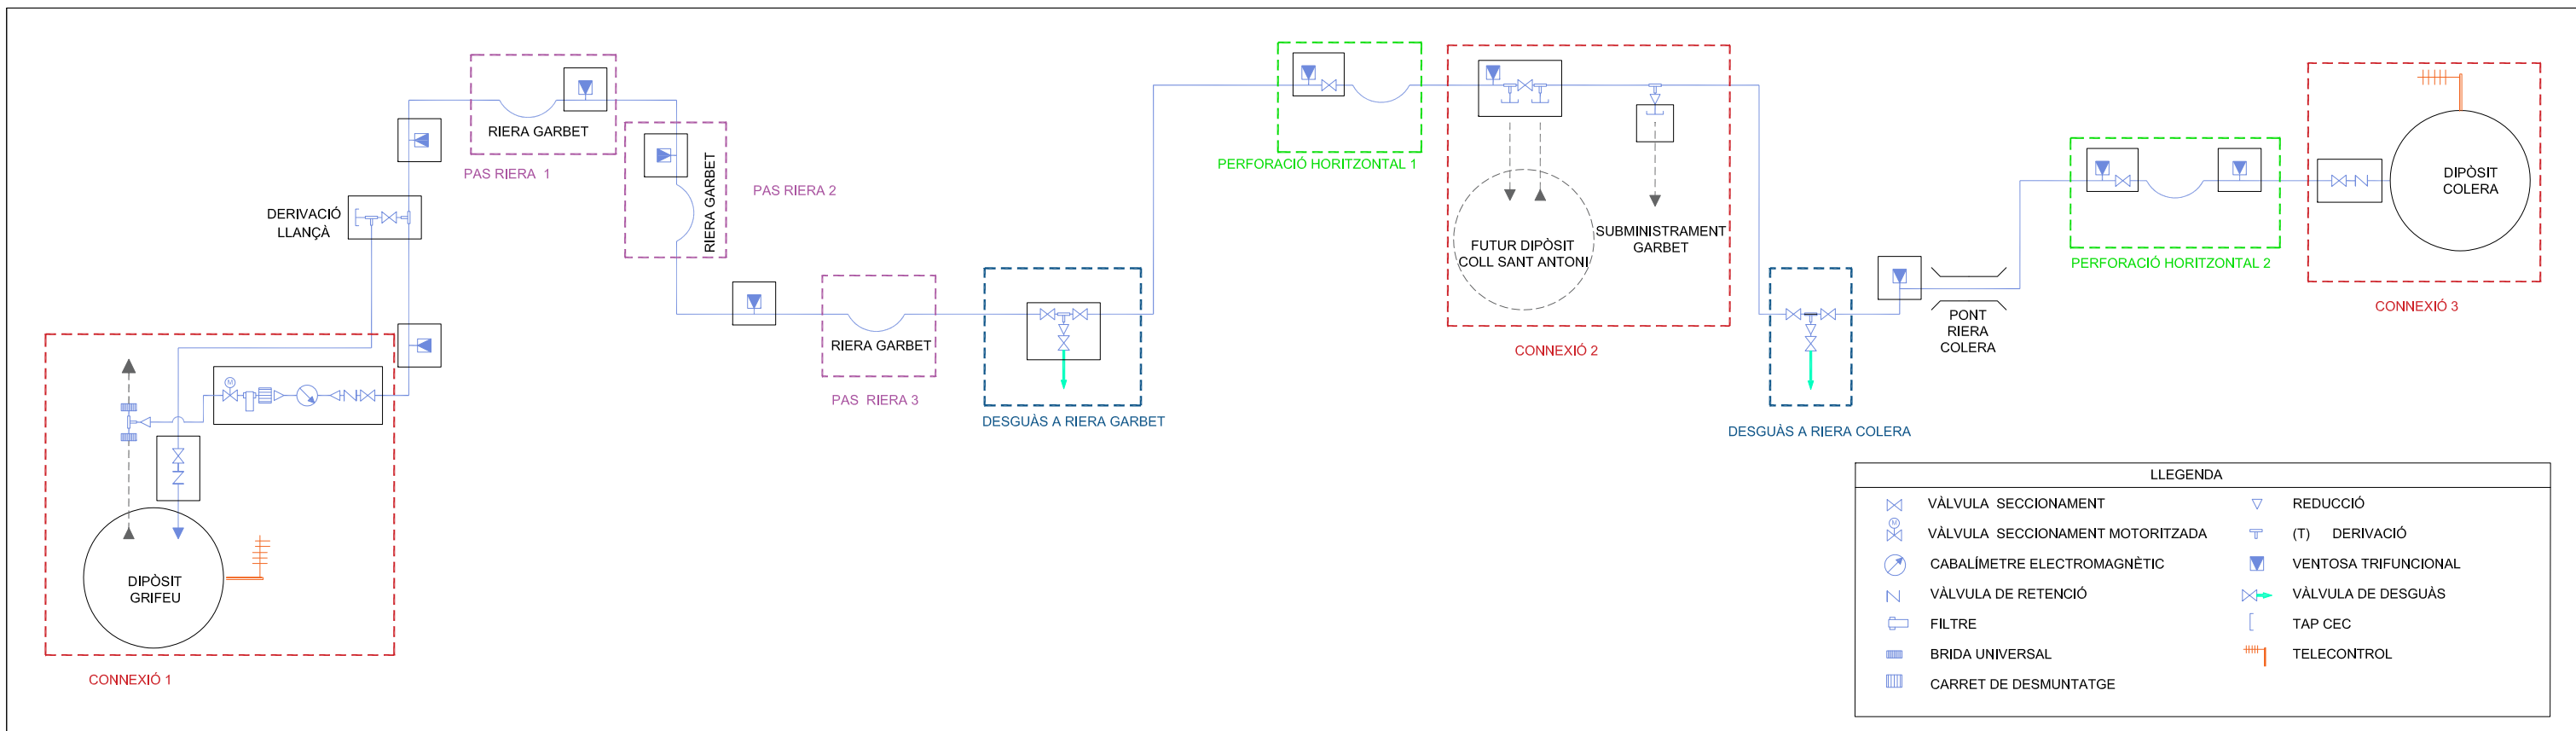 RIERA GARBET
PAS RIERA 1
DERIVACIÓ
LLANÇÀ
RIERA GARBET
PAS RIERA 2
RIERA GARBET
PAS RIERA 3
DESGUÀS A RIERA GARBET
M
DIPÒSIT
GRIFEU
CONNEXIÓ 1
PERFORACIÓ HORITZONTAL 1
FUTUR DIPÒSIT
COLL SANT ANTONI
SUBMINISTRAMENT
GARBET
CONNEXIÓ 2
DESGUÀS A RIERA COLERA
PONT
RIERA
COLERA
PERFORACIÓ HORITZONTAL 2
DIPÒSIT
COLERA
CONNEXIÓ 3
LLEGENDA
VÀLVULA SECCIONAMENT
M
VÀLVULA SECCIONAMENT MOTORITZADA
CABALÍMETRE ELECTROMAGNÈTIC
VÀLVULA DE RETENCIÓ
FILTRE
BRIDA UNIVERSAL
CARRET DE DESMUNTATGE
REDUCCIÓ
(T) DERIVACIÓ
VENTOSA TRIFUNCIONAL
VÀLVULA DE DESGUÀS
TAP CEC
TELECONTROL